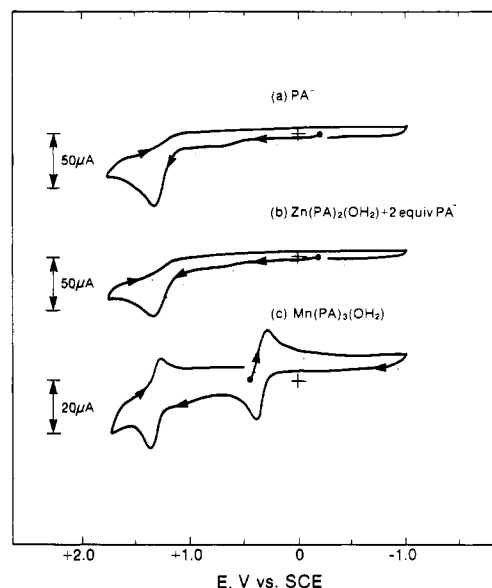 (a) PA⁻
50μA
(b) Zn(PA)₂(OH₂)+2 equiv PA⁻
50μA
(c) Mn(PA)₃(OH₂)
20μA
+2.0 +1.0 0 -1.0
E, V vs. SCE